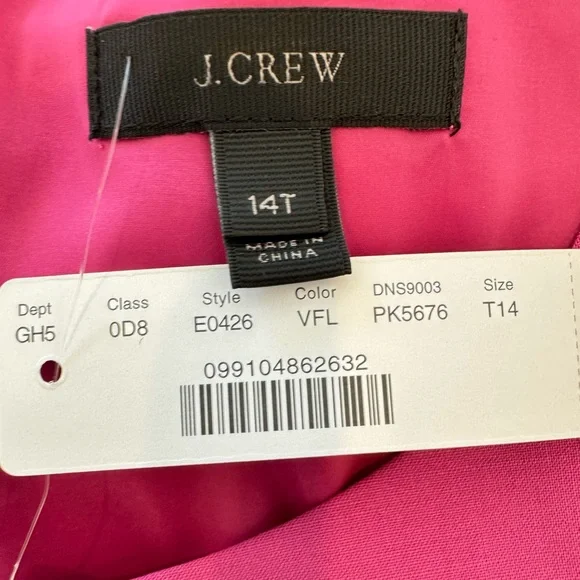 J.CREW
14T
MADE IN
CHINA
Dept Class Style Color DNS9003 Size
GH5 0D8 E0426 VFL PK5676 T14
099104862632